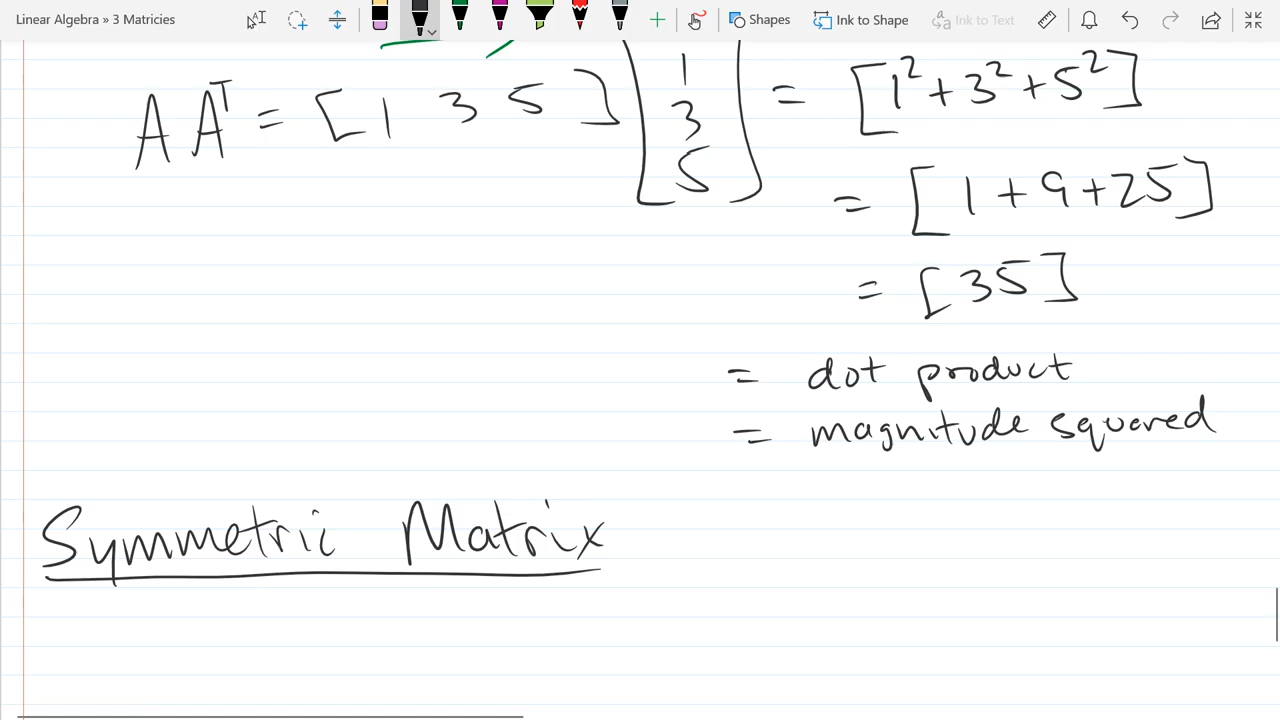 Linear Algebra » 3 Matricies Shapes Ink to Shape Ink to Text
A Aᵀ = [1 3 5] [1 3 5] = [1² + 3² + 5²]
= [1 + 9 + 25]
= [35]
= dot product
= magnitude squared
Symmetric Matrix